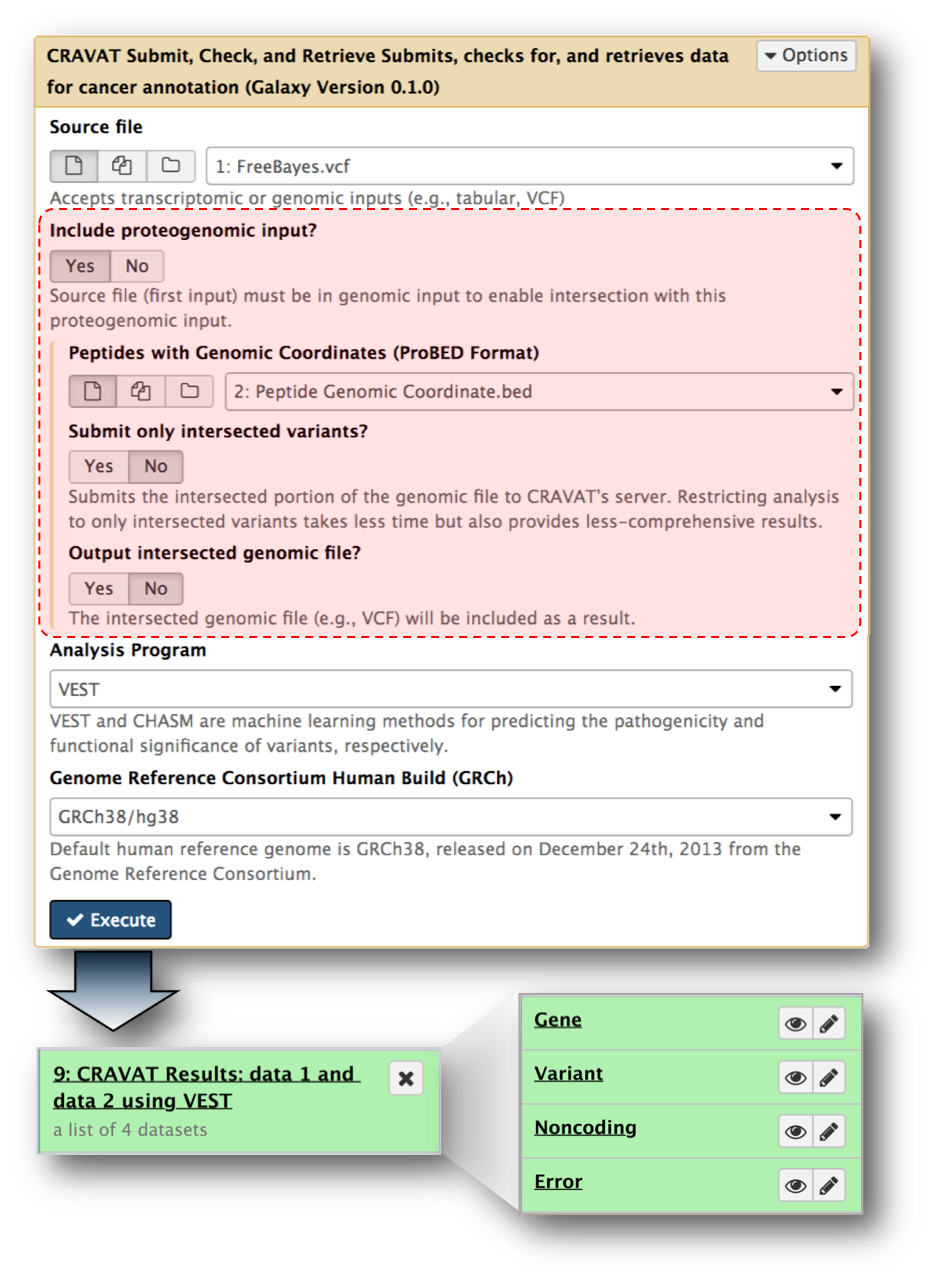 CRAVAT Submit, Check, and Retrieve Submits, checks for, and retrieves data
for cancer annotation (Galaxy Version 0.1.0)
Options
Source file
1: FreeBayes.vcf
Accepts transcriptomic or genomic inputs (e.g., tabular, VCF)
Include proteogenomic input?
Yes No
Source file (first input) must be in genomic input to enable intersection with this
proteogenomic input.
Peptides with Genomic Coordinates (ProBED Format)
2: Peptide Genomic Coordinate.bed
Submit only intersected variants?
Yes No
Submits the intersected portion of the genomic file to CRAVAT's server. Restricting analysis
to only intersected variants takes less time but also provides less-comprehensive results.
Output intersected genomic file?
Yes No
The intersected genomic file (e.g., VCF) will be included as a result.
Analysis Program
VEST
VEST and CHASM are machine learning methods for predicting the pathogenicity and
functional significance of variants, respectively.
Genome Reference Consortium Human Build (GRCh)
GRCh38/hg38
Default human reference genome is GRCh38, released on December 24th, 2013 from the
Genome Reference Consortium.
Execute
9: CRAVAT Results: data 1 and
data 2 using VEST
a list of 4 datasets
Gene
Variant
Noncoding
Error